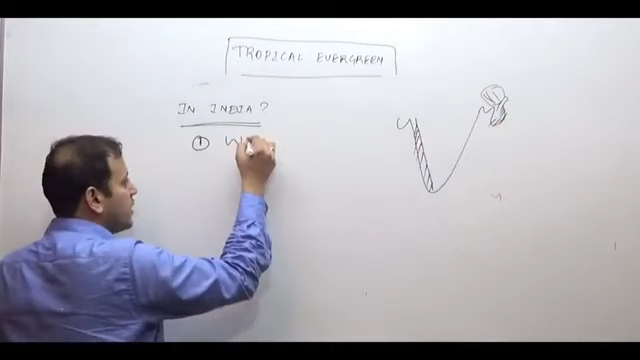 TROPICAL EVERGREEN
IN INDIA?
① W